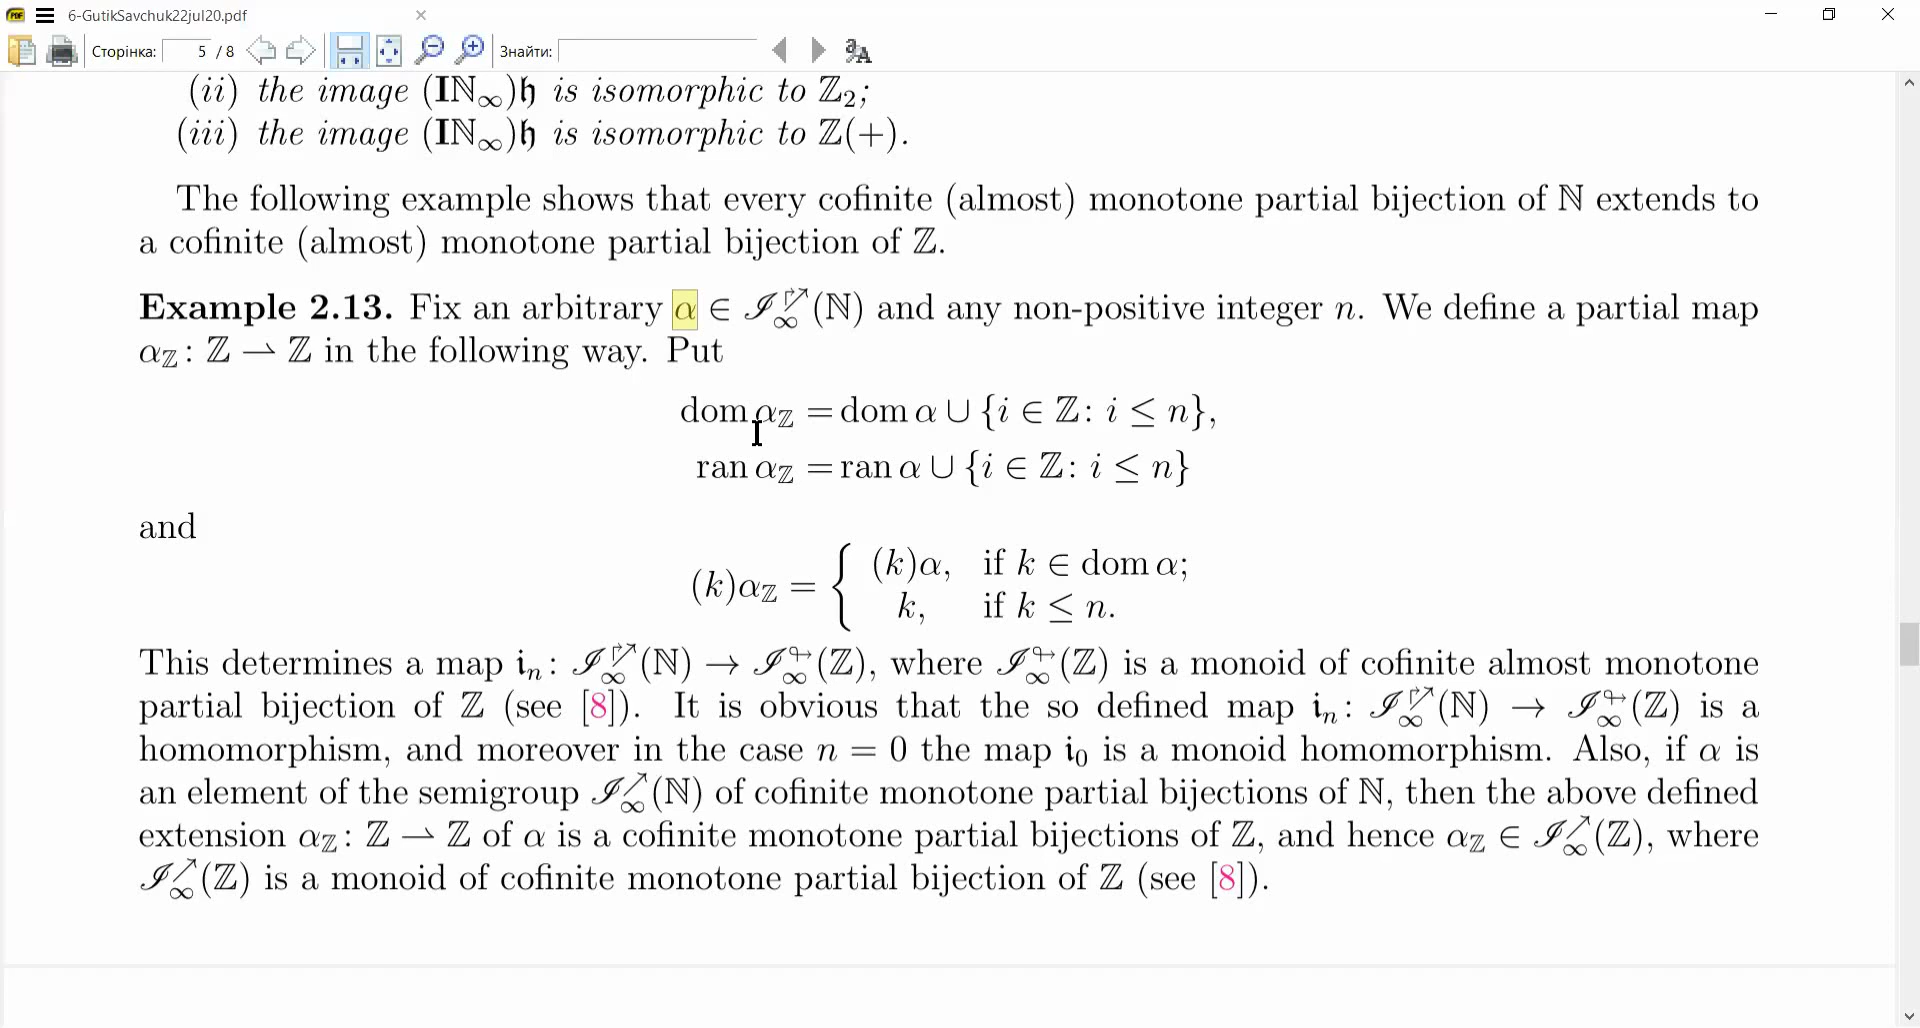 6-GutikSavchuk22jul20.pdf
Сторінка: 5 / 8 Знайти:
(ii) the image (𝐈ℕ∞)𝔥 is isomorphic to ℤ₂;
(iii) the image (𝐈ℕ∞)𝔥 is isomorphic to ℤ(+).
The following example shows that every cofinite (almost) monotone partial bijection of ℕ extends to
a cofinite (almost) monotone partial bijection of ℤ.
Example 2.13. Fix an arbitrary α ∈ ℐ∞^{↱↗}(ℕ) and any non-positive integer n. We define a partial map
α_ℤ : ℤ ⇀ ℤ in the following way. Put
dom α_ℤ = dom α ∪ {i ∈ ℤ: i ≤ n},
ran α_ℤ = ran α ∪ {i ∈ ℤ: i ≤ n}
and
(k)α_ℤ = { (k)α, if k ∈ dom α;
k, if k ≤ n.
This determines a map 𝔦ₙ : ℐ∞^{↱↗}(ℕ) → ℐ∞^{↬}(ℤ), where ℐ∞^{↬}(ℤ) is a monoid of cofinite almost monotone
partial bijection of ℤ (see [8]). It is obvious that the so defined map 𝔦ₙ : ℐ∞^{↱↗}(ℕ) → ℐ∞^{↬}(ℤ) is a
homomorphism, and moreover in the case n = 0 the map 𝔦₀ is a monoid homomorphism. Also, if α is
an element of the semigroup ℐ∞^{↗}(ℕ) of cofinite monotone partial bijections of ℕ, then the above defined
extension α_ℤ : ℤ ⇀ ℤ of α is a cofinite monotone partial bijections of ℤ, and hence α_ℤ ∈ ℐ∞^{↗}(ℤ), where
ℐ∞^{↗}(ℤ) is a monoid of cofinite monotone partial bijection of ℤ (see [8]).